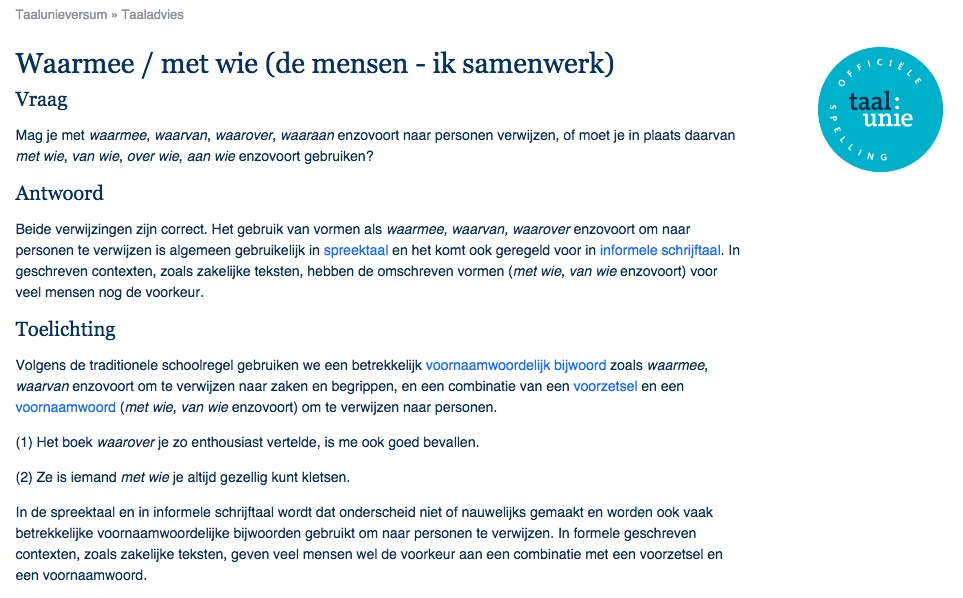 Taalunieversum » Taaladvies
Waarmee / met wie (de mensen - ik samenwerk)
Vraag
Mag je met waarmee, waarvan, waarover, waaraan enzovoort naar personen verwijzen, of moet je in plaats daarvan
met wie, van wie, over wie, aan wie enzovoort gebruiken?
Antwoord
Beide verwijzingen zijn correct. Het gebruik van vormen als waarmee, waarvan, waarover enzovoort om naar
personen te verwijzen is algemeen gebruikelijk in spreektaal en het komt ook geregeld voor in informele schrijftaal. In
geschreven contexten, zoals zakelijke teksten, hebben de omschreven vormen (met wie, van wie enzovoort) voor
veel mensen nog de voorkeur.
Toelichting
Volgens de traditionele schoolregel gebruiken we een betrekkelijk voornaamwoordelijk bijwoord zoals waarmee,
waarvan enzovoort om te verwijzen naar zaken en begrippen, en een combinatie van een voorzetsel en een
voornaamwoord (met wie, van wie enzovoort) om te verwijzen naar personen.
(1) Het boek waarover je zo enthousiast vertelde, is me ook goed bevallen.
(2) Ze is iemand met wie je altijd gezellig kunt kletsen.
In de spreektaal en in informele schrijftaal wordt dat onderscheid niet of nauwelijks gemaakt en worden ook vaak
betrekkelijke voornaamwoordelijke bijwoorden gebruikt om naar personen te verwijzen. In formele geschreven
contexten, zoals zakelijke teksten, geven veel mensen wel de voorkeur aan een combinatie met een voorzetsel en
een voornaamwoord.
OFFICIËLE
taal:
unie
SPELLING